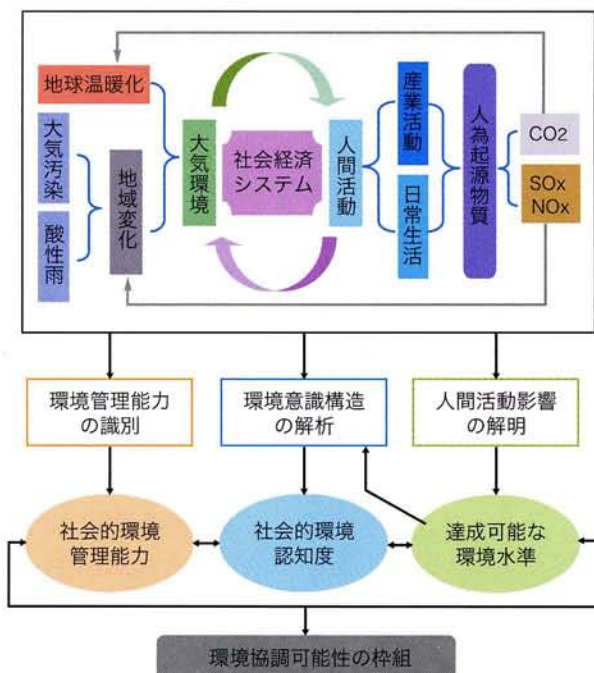 地球温暖化
大気汚染
酸性雨
地域変化
大気環境
社会経済
システム
人間活動
産業活動
日常生活
人為起源物質
CO2
SOx
NOx
環境管理能力
の識別
環境意識構造
の解析
人間活動影響
の解明
社会的環境
管理能力
社会的環境
認知度
達成可能な
環境水準
環境協調可能性の枠組